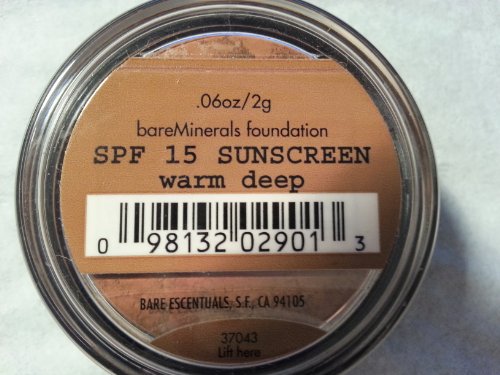 .06oz/2g
bareMinerals foundation
SPF 15 SUNSCREEN
warm deep
0 98132 02901 3
BARE ESCENTUALS, S.F., CA 94105
37043
Lift here